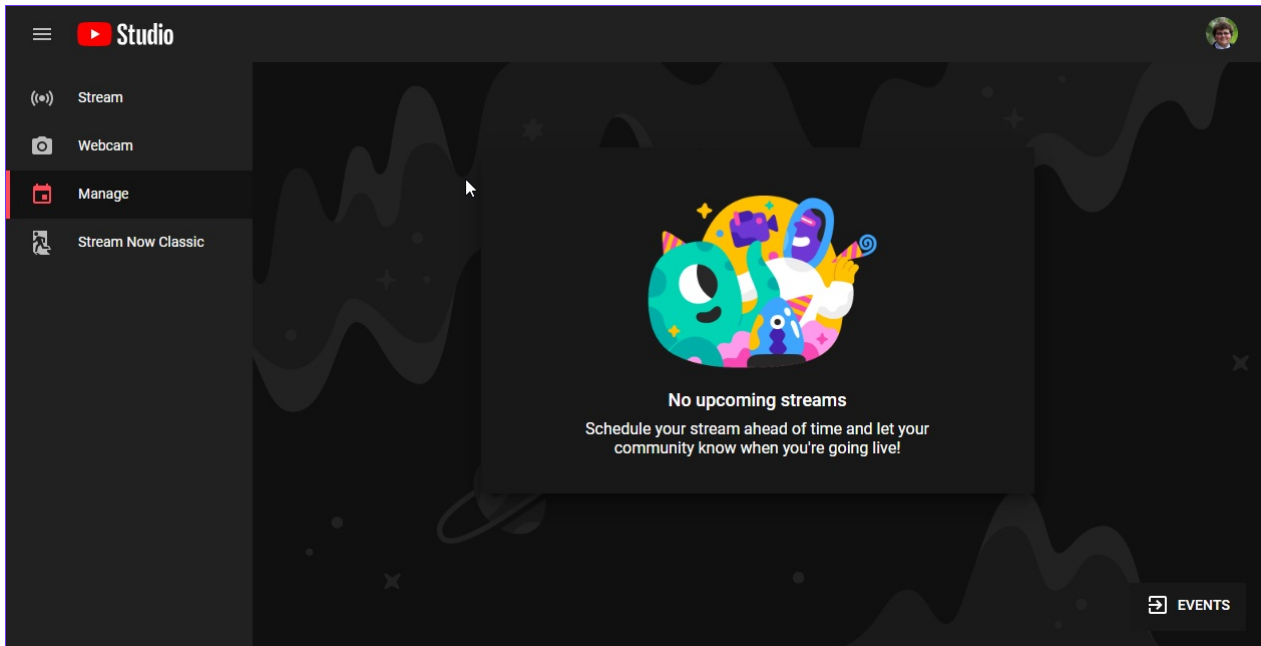 Studio
Stream
Webcam
Manage
Stream Now Classic
No upcoming streams
Schedule your stream ahead of time and let your
community know when you're going live!
EVENTS